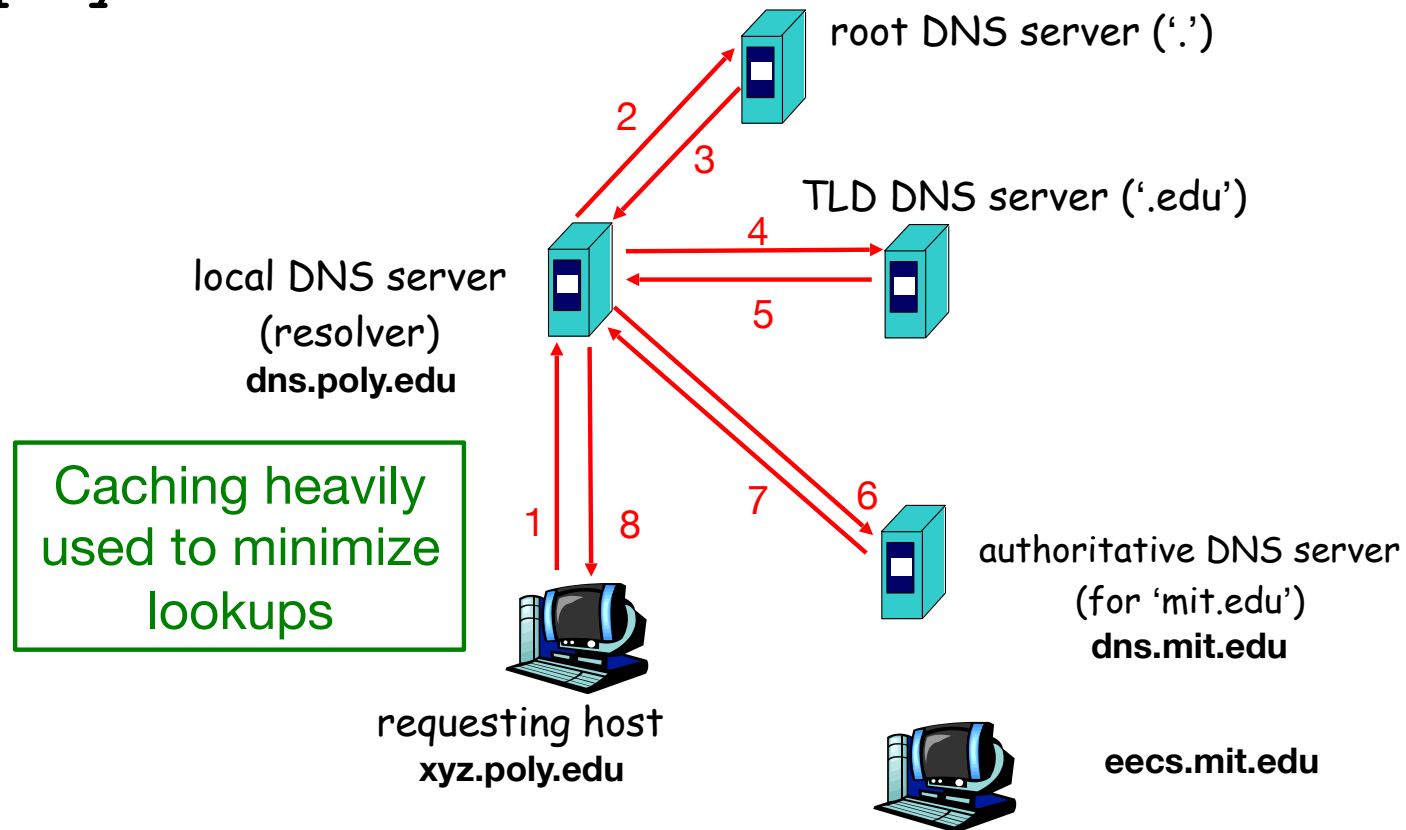 root DNS server (‘.’)
2
3
TLD DNS server (‘.edu’)
4
5
local DNS server
(resolver)
dns.poly.edu
Caching heavily
used to minimize
lookups
1
8
7
6
authoritative DNS server
(for ‘mit.edu’)
dns.mit.edu
requesting host
xyz.poly.edu
eecs.mit.edu